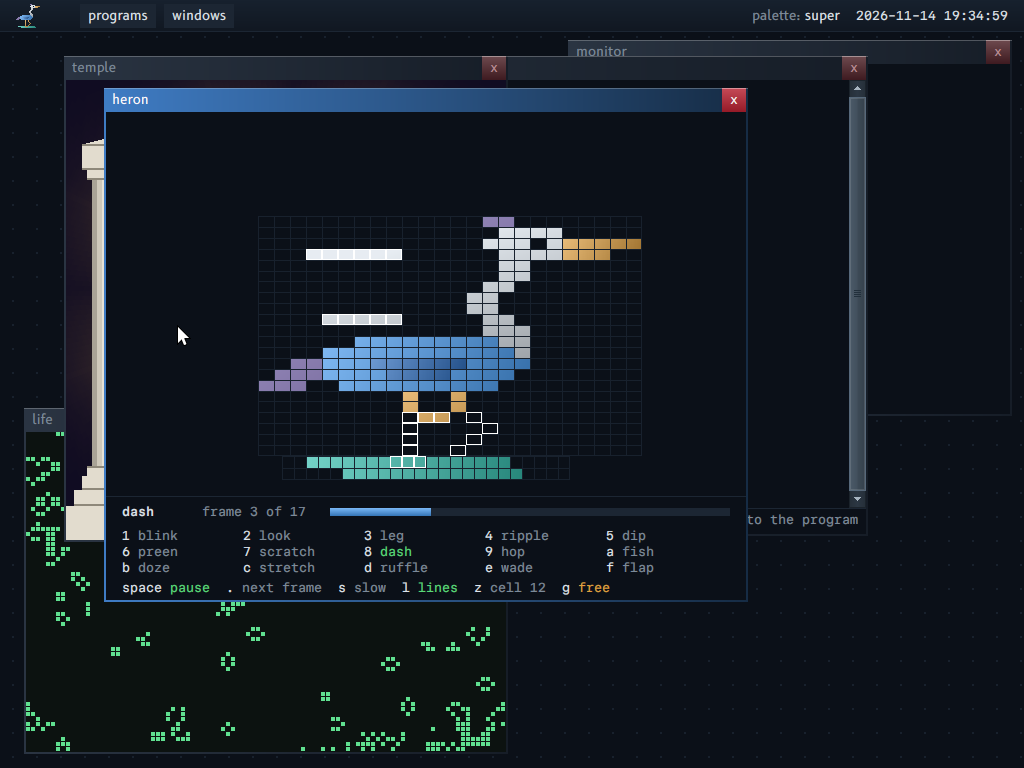 programs windows palette: super 2026-11-14 19:34:59
monitor x
temple x x
heron x
life
dash frame 3 of 17
to the program
1 blink 2 look 3 leg 4 ripple 5 dip
6 preen 7 scratch 8 dash 9 hop a fish
b doze c stretch d ruffle e wade f flap
space pause . next frame s slow l lines z cell 12 g free